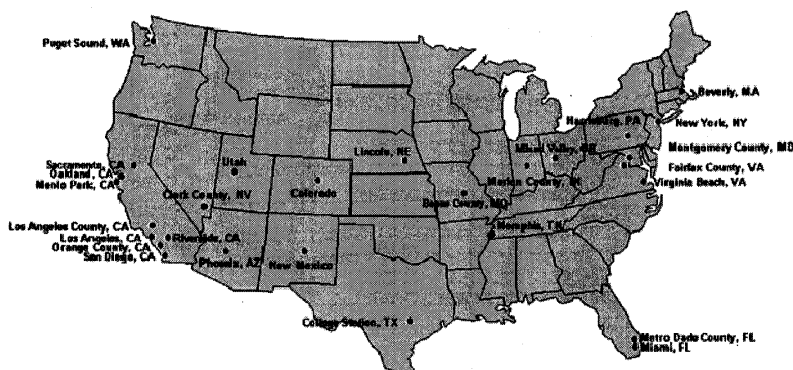 Puget Sound, WA
Beverly, MA
Harrisburg, PA
New York, NY
Miami Valley, OH
Montgomery County, MD
Lincoln, NE
Sacramento, CA
Utah
Fairfax County, VA
Oakland, CA
Menlo Park, CA
Marion County, IN
Virginia Beach, VA
Clark County, NV
Colorado
Boone County, MO
Los Angeles County, CA
Memphis, TN
Los Angeles, CA
Riverside, CA
Orange County, CA
San Diego, CA
Phoenix, AZ
New Mexico
College Station, TX
Metro Dade County, FL
Miami, FL